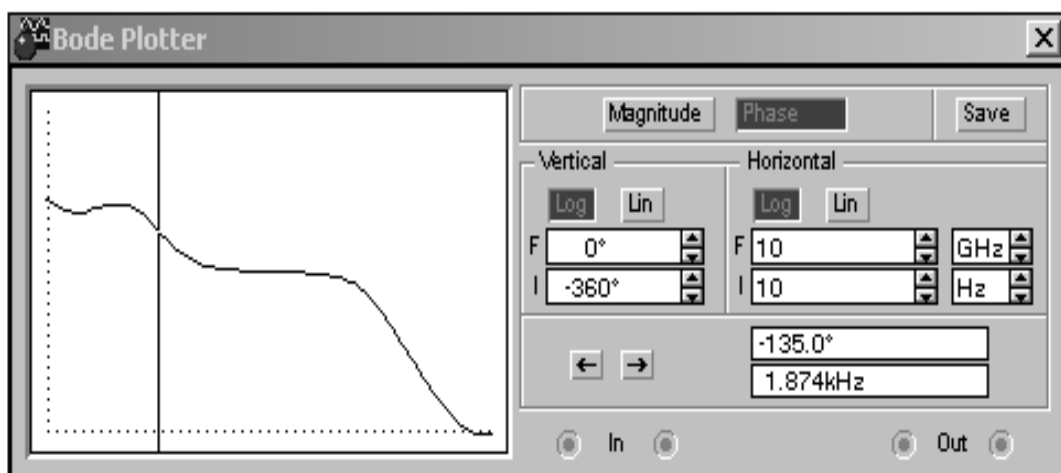 Bode Plotter
Magnitude Phase Save
Vertical Horizontal
Log Lin Log Lin
F 0° F 10 GHz
I -360° I 10 Hz
← → -135.0°
1.874kHz
In Out